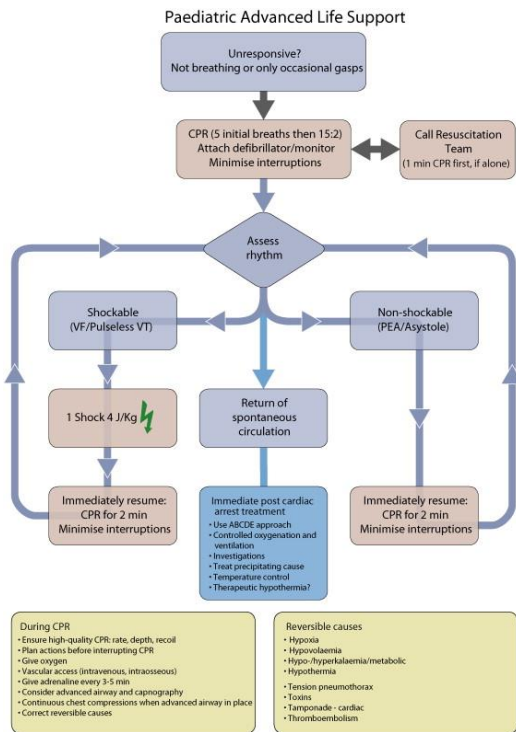 Paediatric Advanced Life Support
Unresponsive?
Not breathing or only occasional gasps
CPR (5 initial breaths then 15:2)
Attach defibrillator/monitor
Minimise interruptions
Call Resuscitation
Team
(1 min CPR first, if alone)
Assess
rhythm
Shockable
(VF/Pulseless VT)
Non-shockable
(PEA/Asystole)
1 Shock 4 J/Kg
Return of
spontaneous
circulation
Immediately resume:
CPR for 2 min
Minimise interruptions
Immediate post cardiac
arrest treatment
• Use ABCDE approach
• Controlled oxygenation and
ventilation
• Investigations
• Treat precipitating cause
• Temperature control
• Therapeutic hypothermia?
Immediately resume:
CPR for 2 min
Minimise interruptions
During CPR
• Ensure high-quality CPR: rate, depth, recoil
• Plan actions before interrupting CPR
• Give oxygen
• Vascular access (intravenous, intraosseous)
• Give adrenaline every 3-5 min
• Consider advanced airway and capnography
• Continuous chest compressions when advanced airway in place
• Correct reversible causes
Reversible causes
• Hypoxia
• Hypovolaemia
• Hypo-/hyperkalaemia/metabolic
• Hypothermia
• Tension pneumothorax
• Toxins
• Tamponade - cardiac
• Thromboembolism